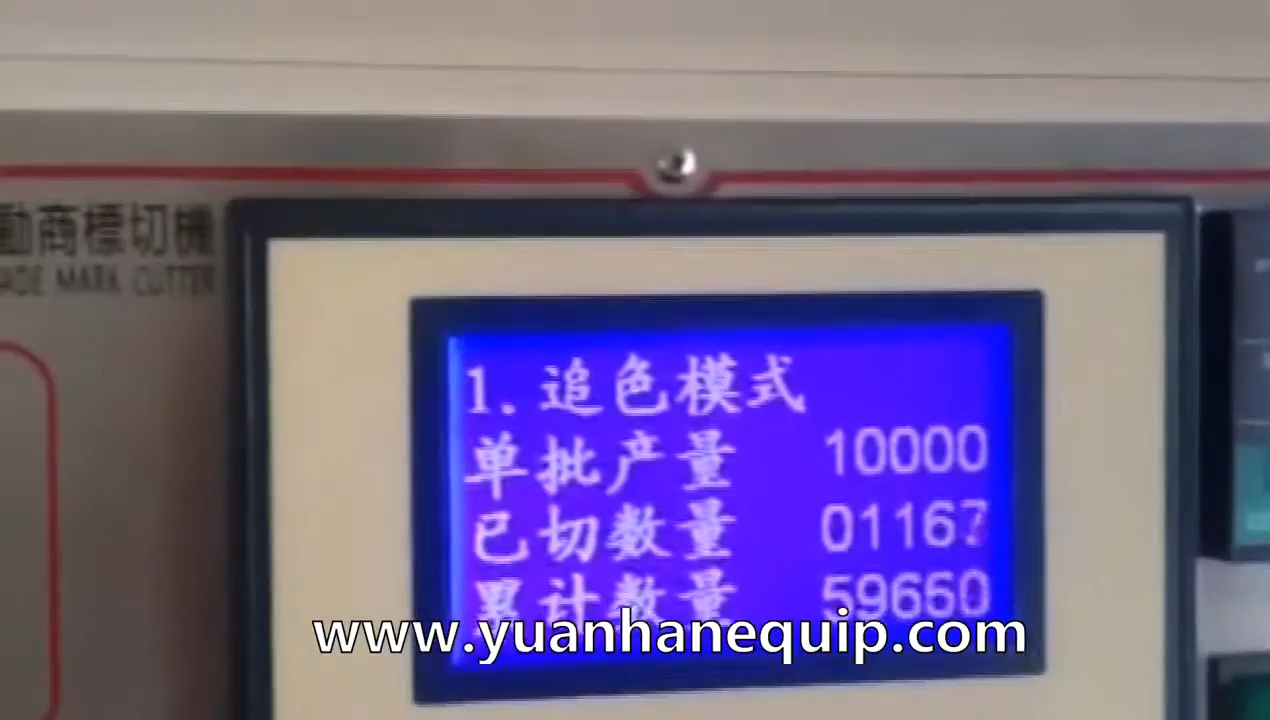 動商標切機
ADE MARK CUTTER
1. 追色模式
单批产量 10000
已切数量 01167
累计数量 59660
www.yuanhanequip.com